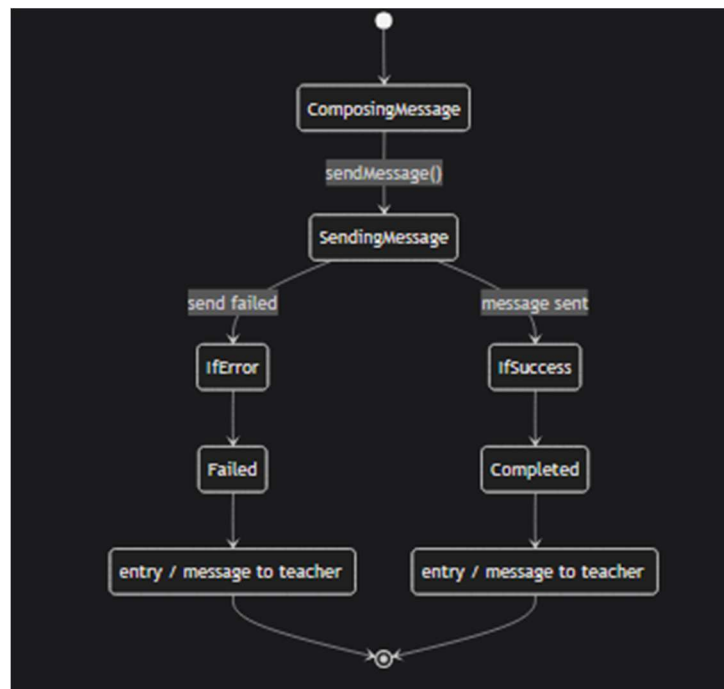 ComposingMessage
sendMessage()
SendingMessage
send failed
message sent
IfError
IfSuccess
Failed
Completed
entry / message to teacher
entry / message to teacher